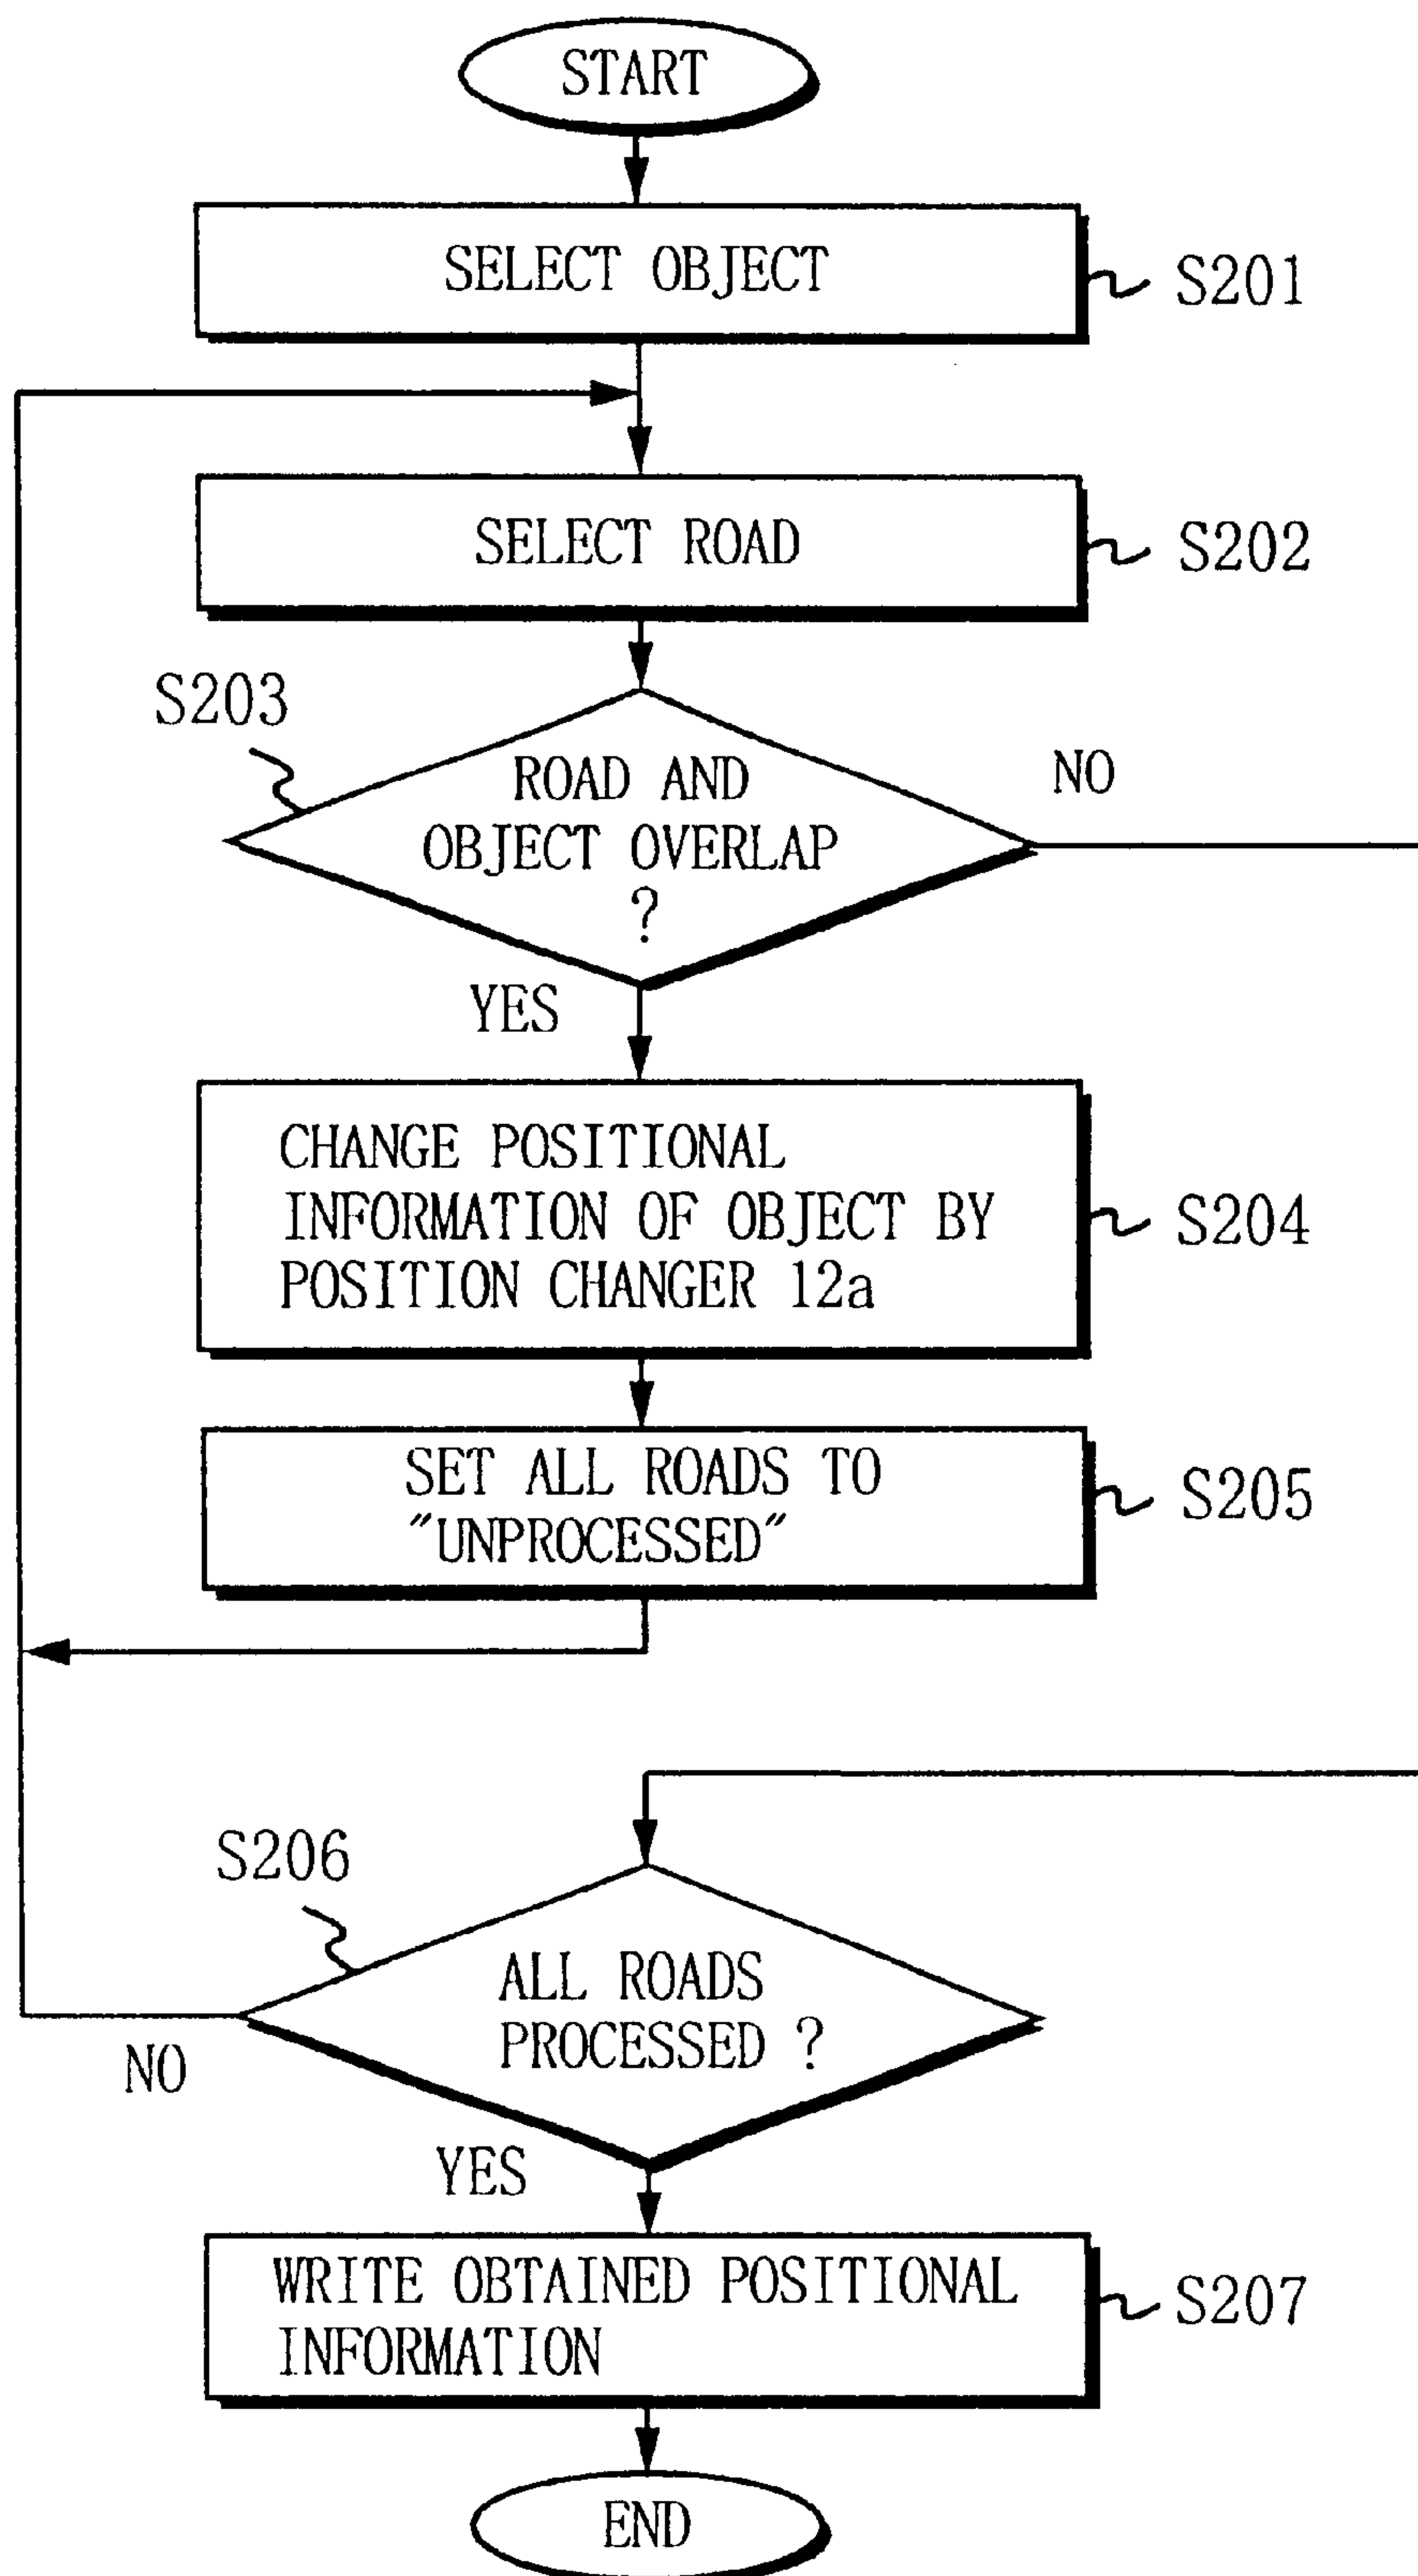 START
SELECT OBJECT
S201
SELECT ROAD
S202
S203
ROAD AND
OBJECT OVERLAP
?
NO
YES
CHANGE POSITIONAL
INFORMATION OF OBJECT BY
POSITION CHANGER 12a
S204
SET ALL ROADS TO
"UNPROCESSED"
S205
S206
ALL ROADS
PROCESSED ?
NO
YES
WRITE OBTAINED POSITIONAL
INFORMATION
S207
END